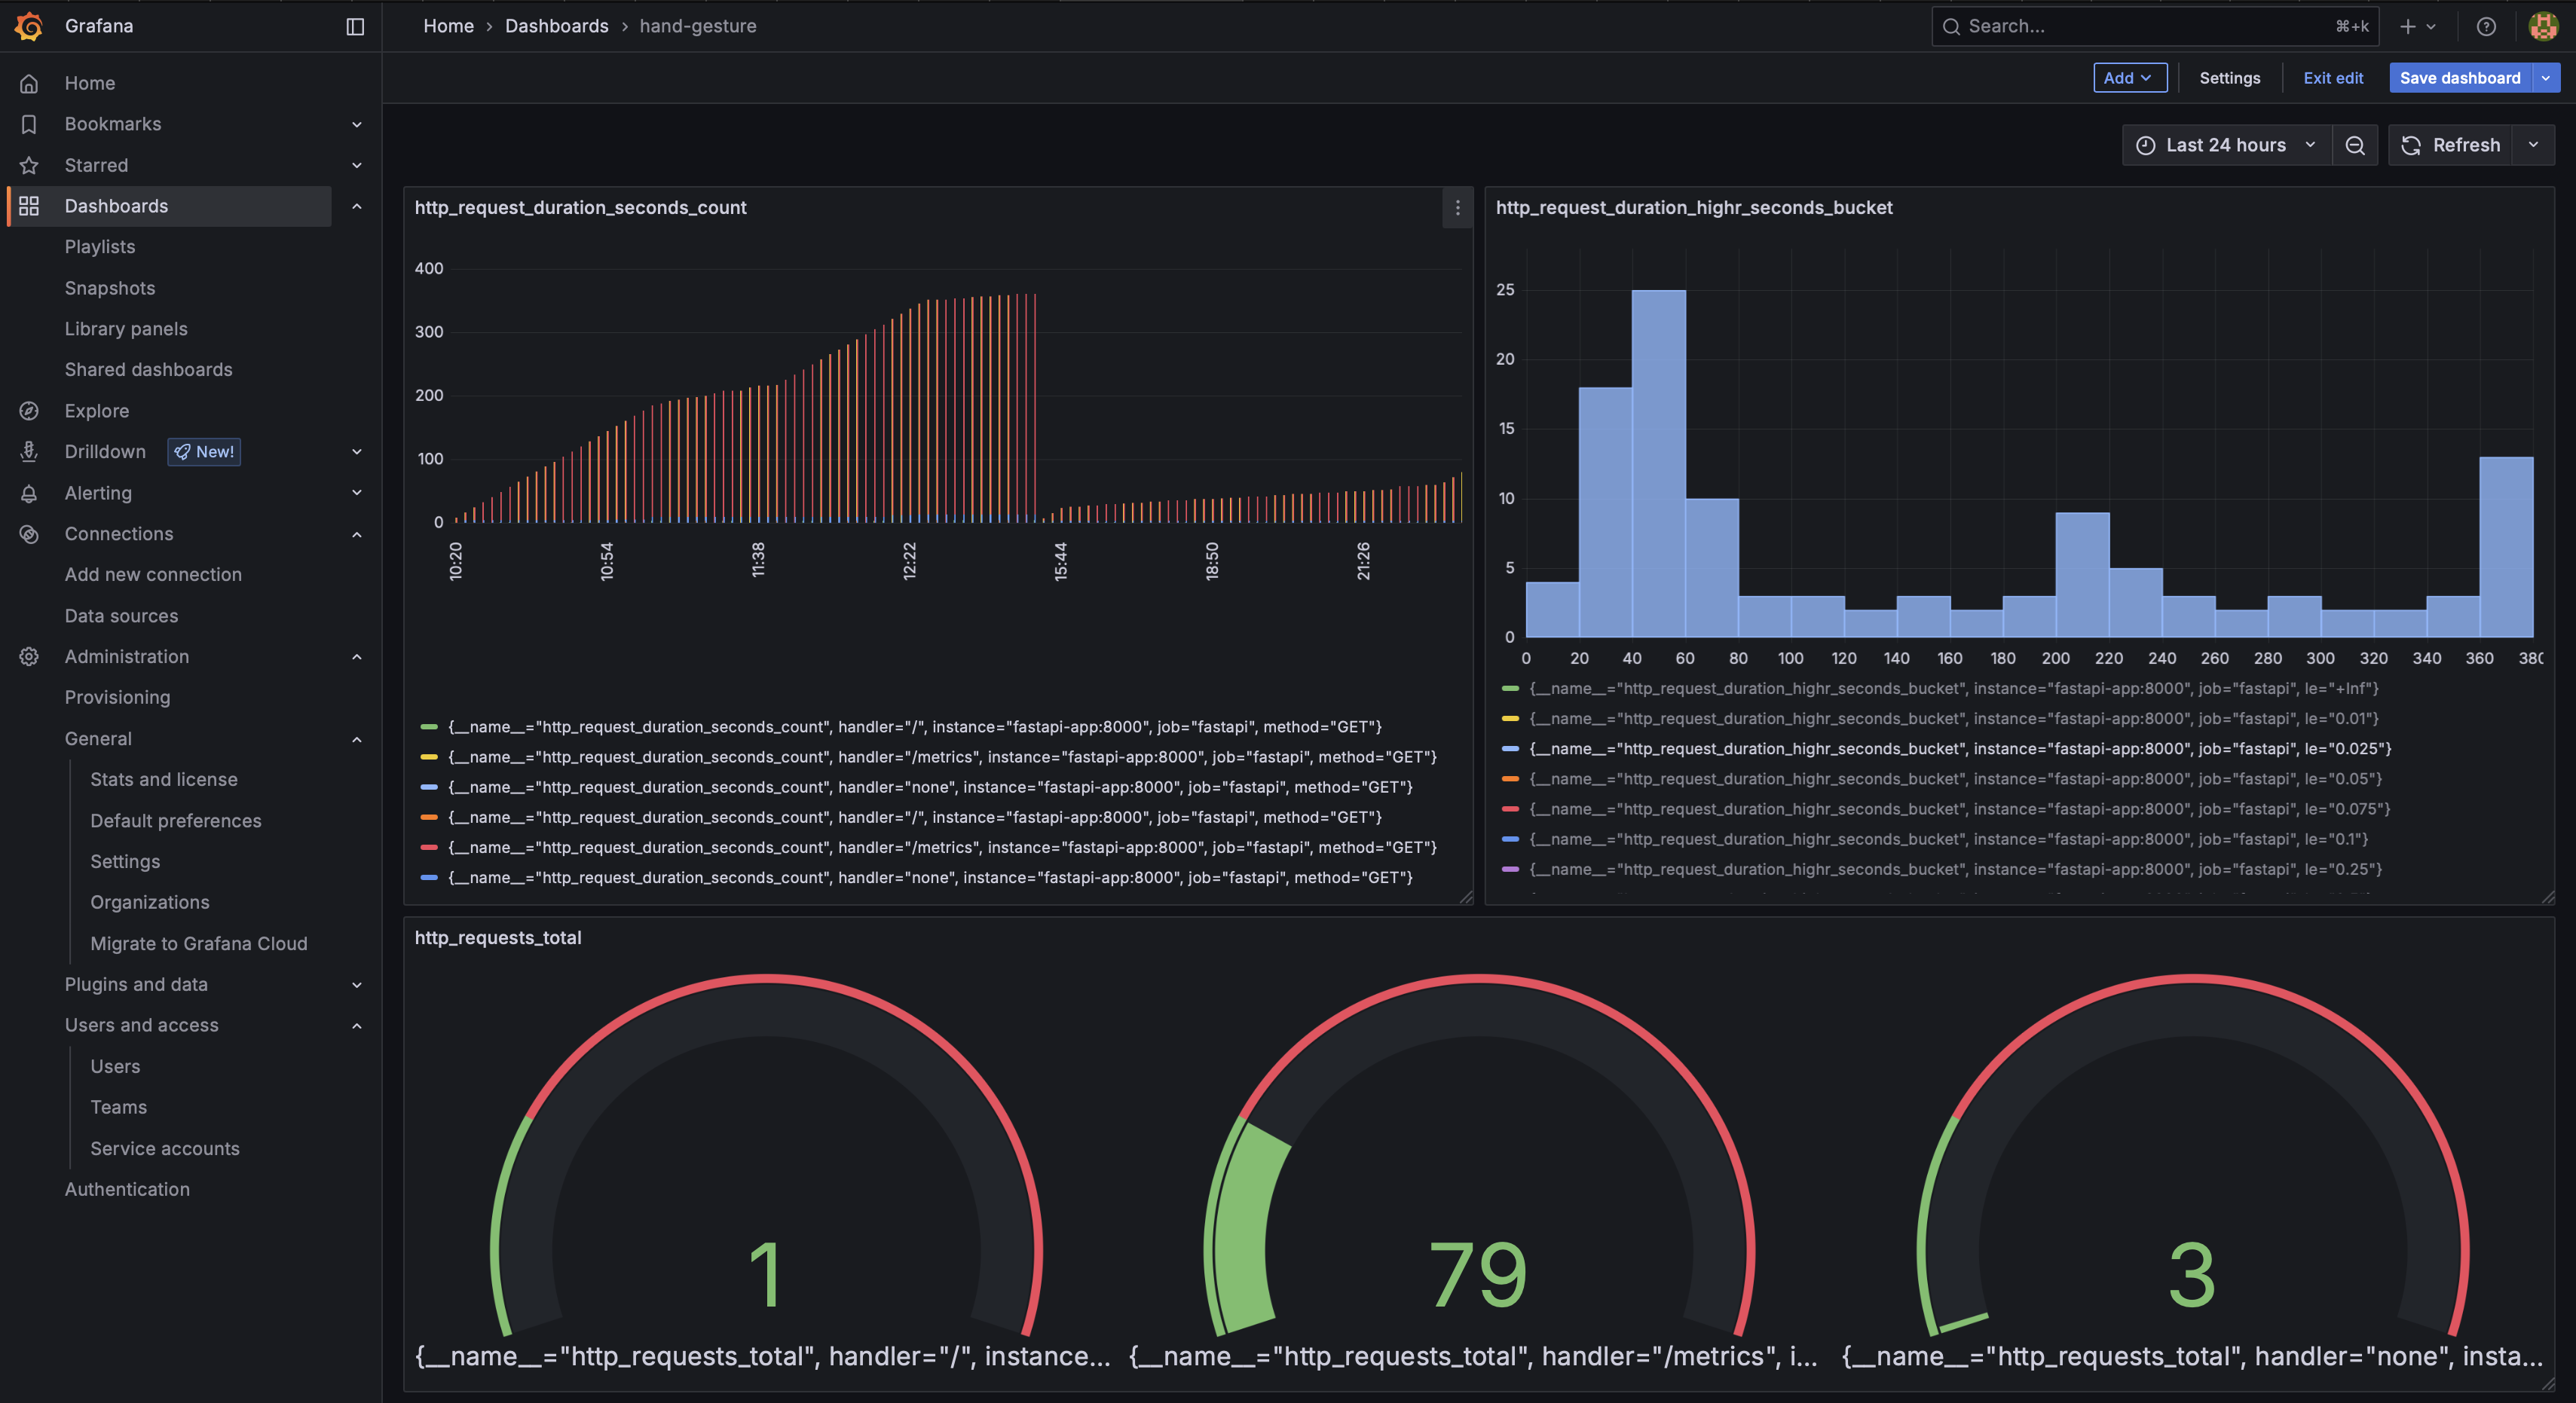 Grafana
Home › Dashboards › hand-gesture
Search...
⌘+k
Add
Settings
Exit edit
Save dashboard
Last 24 hours
Refresh
Home
Bookmarks
Starred
Dashboards
Playlists
Snapshots
Library panels
Shared dashboards
Explore
Drilldown New!
Alerting
Connections
Add new connection
Data sources
Administration
Provisioning
General
Stats and license
Default preferences
Settings
Organizations
Migrate to Grafana Cloud
Plugins and data
Users and access
Users
Teams
Service accounts
Authentication
http_request_duration_seconds_count
400
300
200
100
0
10:20 10:54 11:38 12:22 15:44 18:50 21:26
{__name__="http_request_duration_seconds_count", handler="/", instance="fastapi-app:8000", job="fastapi", method="GET"}
{__name__="http_request_duration_seconds_count", handler="/metrics", instance="fastapi-app:8000", job="fastapi", method="GET"}
{__name__="http_request_duration_seconds_count", handler="none", instance="fastapi-app:8000", job="fastapi", method="GET"}
{__name__="http_request_duration_seconds_count", handler="/", instance="fastapi-app:8000", job="fastapi", method="GET"}
{__name__="http_request_duration_seconds_count", handler="/metrics", instance="fastapi-app:8000", job="fastapi", method="GET"}
{__name__="http_request_duration_seconds_count", handler="none", instance="fastapi-app:8000", job="fastapi", method="GET"}
http_request_duration_highr_seconds_bucket
25
20
15
10
5
0
0 20 40 60 80 100 120 140 160 180 200 220 240 260 280 300 320 340 360
{__name__="http_request_duration_highr_seconds_bucket", instance="fastapi-app:8000", job="fastapi", le="+Inf"}
{__name__="http_request_duration_highr_seconds_bucket", instance="fastapi-app:8000", job="fastapi", le="0.01"}
{__name__="http_request_duration_highr_seconds_bucket", instance="fastapi-app:8000", job="fastapi", le="0.025"}
{__name__="http_request_duration_highr_seconds_bucket", instance="fastapi-app:8000", job="fastapi", le="0.05"}
{__name__="http_request_duration_highr_seconds_bucket", instance="fastapi-app:8000", job="fastapi", le="0.075"}
{__name__="http_request_duration_highr_seconds_bucket", instance="fastapi-app:8000", job="fastapi", le="0.1"}
{__name__="http_request_duration_highr_seconds_bucket", instance="fastapi-app:8000", job="fastapi", le="0.25"}
http_requests_total
1
{__name__="http_requests_total", handler="/", instance...
79
{__name__="http_requests_total", handler="/metrics", i...
3
{__name__="http_requests_total", handler="none", insta...